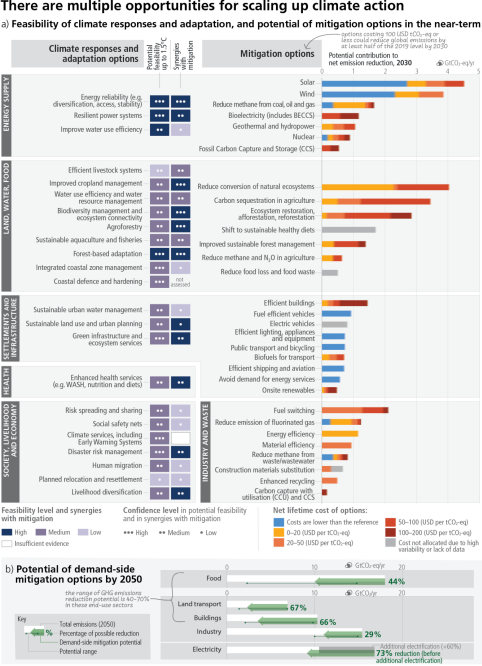 There are multiple opportunities for scaling up climate action
a) Feasibility of climate responses and adaptation, and potential of mitigation options in the near-term
options costing 100 USD tCO₂-eq⁻¹ or
less could reduce global emissions by
at least half of the 2019 level by 2030
Climate responses and
adaptation options
Potential
feasibility
up to 1.5°C
Synergies
with
mitigation
Mitigation options
Potential contribution to
net emission reduction, 2030
GtCO₂-eq/yr
0 1 2 3 4 5
ENERGY SUPPLY
Energy reliability (e.g.
diversification, access, stability)
Resilient power systems
Improve water use efficiency
Solar
Wind
Reduce methane from coal, oil and gas
Bioelectricity (includes BECCS)
Geothermal and hydropower
Nuclear
Fossil Carbon Capture and Storage (CCS)
LAND, WATER, FOOD
Efficient livestock systems
Improved cropland management
Water use efficiency and water
resource management
Biodiversity management and
ecosystem connectivity
Agroforestry
Sustainable aquaculture and fisheries
Forest-based adaptation
Integrated coastal zone management
Coastal defence and hardening
not
assessed
Reduce conversion of natural ecosystems
Carbon sequestration in agriculture
Ecosystem restoration,
afforestation, reforestation
Shift to sustainable healthy diets
Improved sustainable forest management
Reduce methane and N₂O in agriculture
Reduce food loss and food waste
SETTLEMENTS AND
INFRASTRUCTURE
Sustainable urban water management
Sustainable land use and urban planning
Green infrastructure and
ecosystem services
Efficient buildings
Fuel efficient vehicles
Electric vehicles
Efficient lighting, appliances
and equipment
Public transport and bicycling
Biofuels for transport
Efficient shipping and aviation
Avoid demand for energy services
Onsite renewables
HEALTH
Enhanced health services
(e.g. WASH, nutrition and diets)
SOCIETY, LIVELIHOOD
AND ECONOMY
Risk spreading and sharing
Social safety nets
Climate services, including
Early Warning Systems
Disaster risk management
Human migration
Planned relocation and resettlement
Livelihood diversification
INDUSTRY AND WASTE
Fuel switching
Reduce emission of fluorinated gas
Energy efficiency
Material efficiency
Reduce methane from
waste/wastewater
Construction materials substitution
Enhanced recycling
Carbon capture with
utilisation (CCU) and CCS
Feasibility level and synergies
with mitigation
High
Medium
Low
Insufficient evidence
Confidence level in potential feasibility
and in synergies with mitigation
High
Medium
Low
Net lifetime cost of options:
Costs are lower than the reference
0–20 (USD per tCO₂-eq)
20–50 (USD per tCO₂-eq)
50–100 (USD per tCO₂-eq)
100–200 (USD per tCO₂-eq)
Cost not allocated due to high
variability or lack of data
b) Potential of demand-side
mitigation options by 2050
the range of GHG emissions
reduction potential is 40-70%
in these end-use sectors
Key
%
Total emissions (2050)
Percentage of possible reduction
Demand-side mitigation potential
Potential range
GtCO₂-eq/yr
0 10 20
Food
44%
GtCO₂/yr
0 10 20
Land transport
67%
Buildings
66%
Industry
29%
Electricity
Additional electrification (+60%)
73% reduction (before
additional electrification)